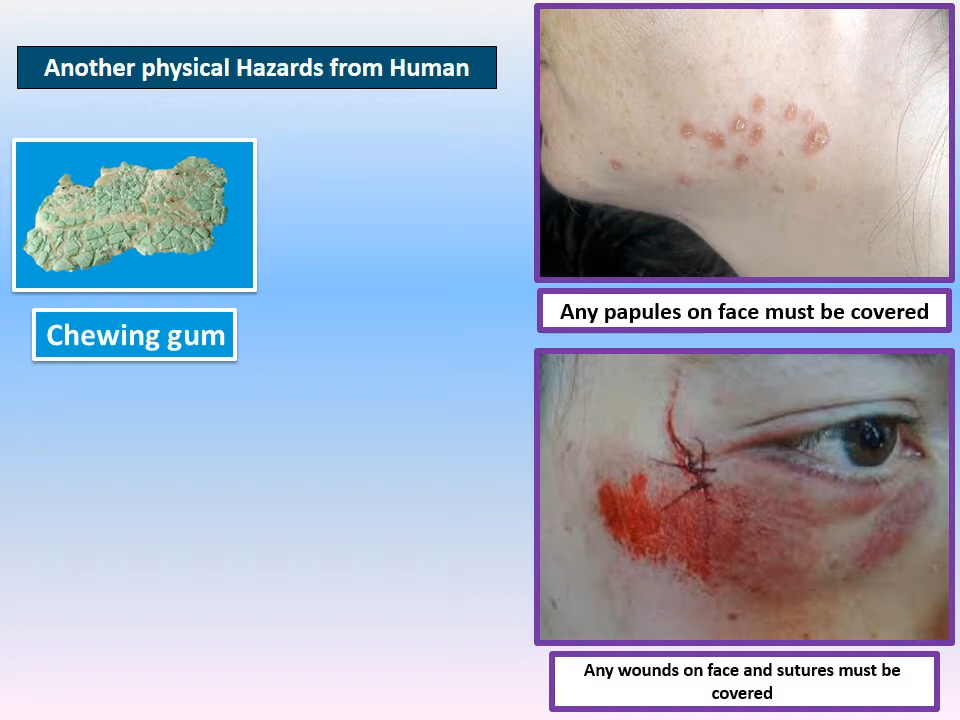 Another physical Hazards from Human
Chewing gum
Any papules on face must be covered
Any wounds on face and sutures must be
covered